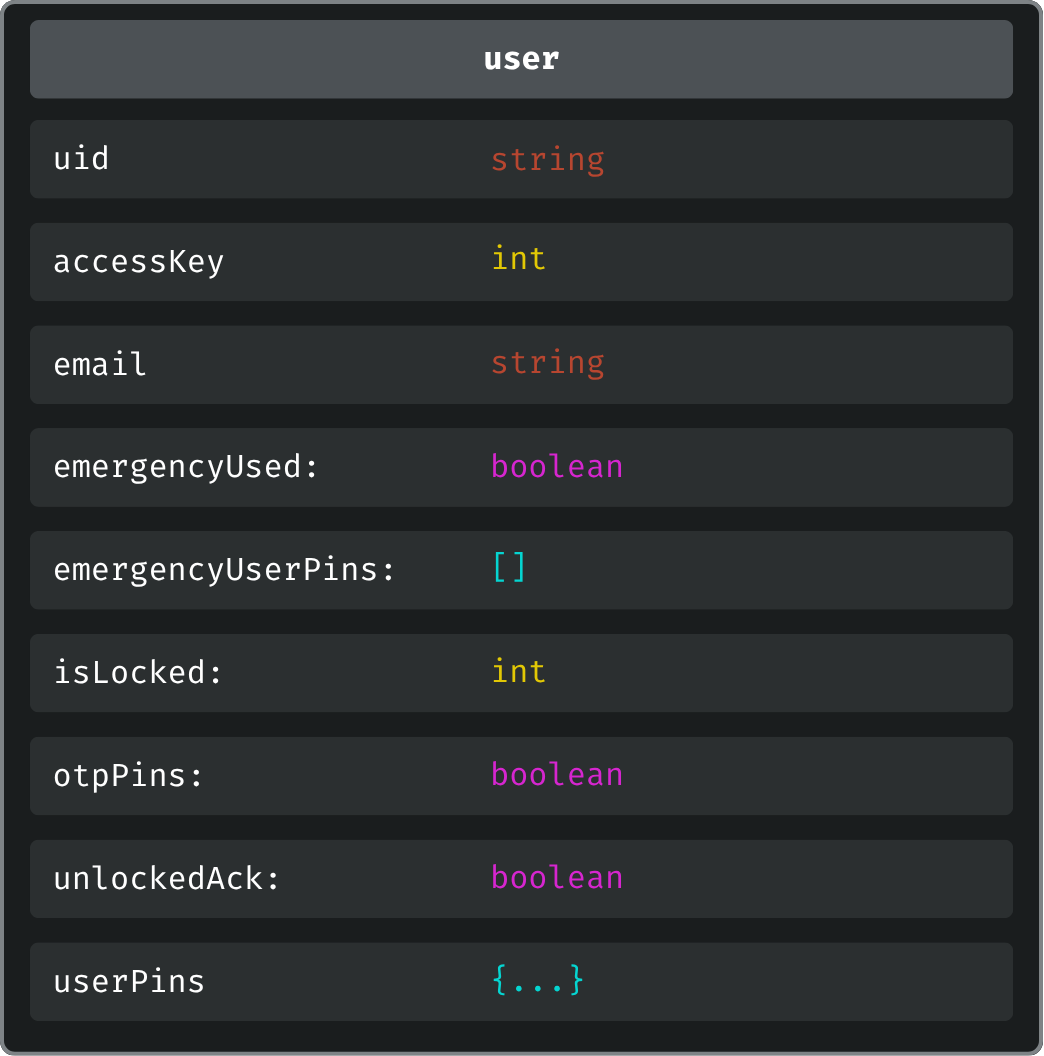 user
uid string
accessKey int
email string
emergencyUsed: boolean
emergencyUserPins: []
isLocked: int
otpPins: boolean
unlockedAck: boolean
userPins {...}